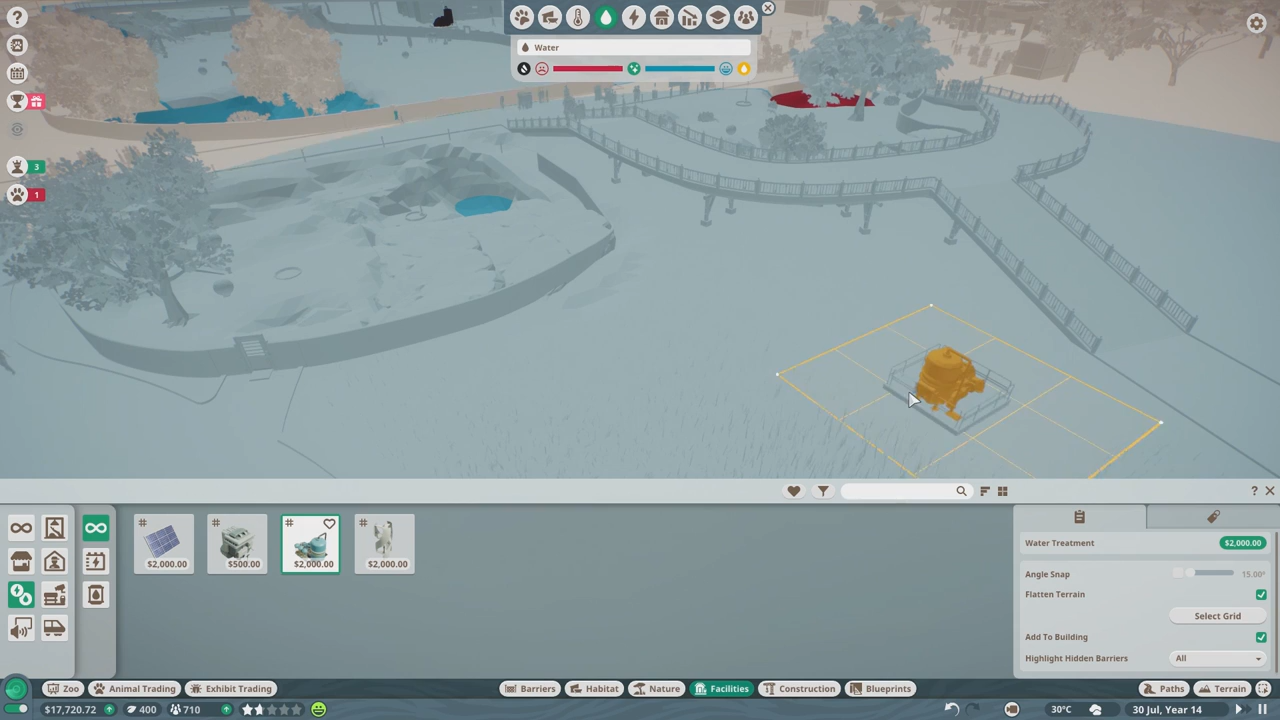 ?
Water
3
1
? 
$2,000.00
$500.00
$2,000.00
$2,000.00
Water Treatment
$2,000.00
Angle Snap
15.00°
Flatten Terrain
Select Grid
Add To Building
Highlight Hidden Barriers
All
Zoo
Animal Trading
Exhibit Trading
Barriers
Habitat
Nature
Facilities
Construction
Blueprints
Paths
Terrain
$17,720.72
400
710
30°C
30 Jul, Year 14